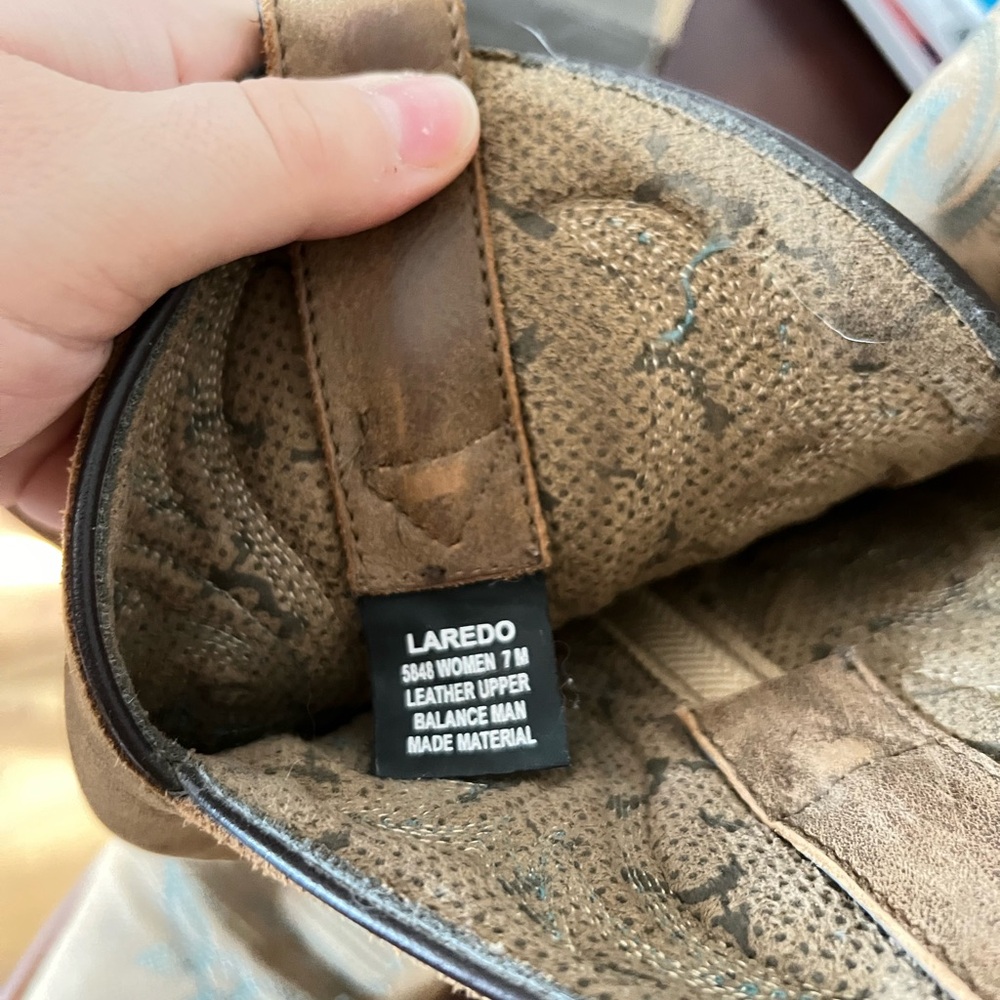 LAREDO
5848 WOMEN 7 M
LEATHER UPPER
BALANCE MAN
MADE MATERIAL